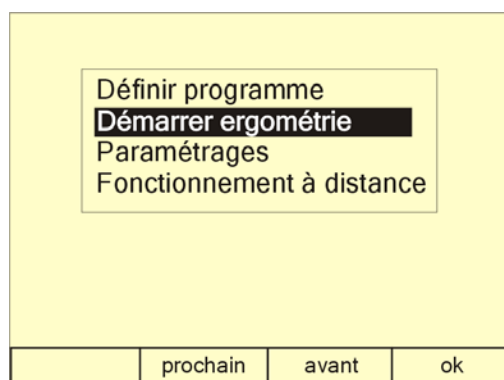 Définir programme
Démarrer ergométrie
Paramétrages
Fonctionnement à distance
prochain avant ok